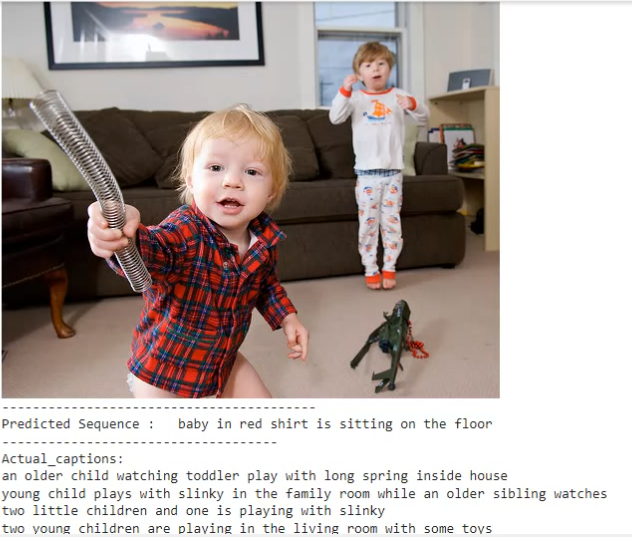 -----------------------------------------
Predicted Sequence :   baby in red shirt is sitting on the floor
------------------------------------
Actual_captions:
an older child watching toddler play with long spring inside house
young child plays with slinky in the family room while an older sibling watches
two little children and one is playing with slinky
two young children are playing in the living room with some toys